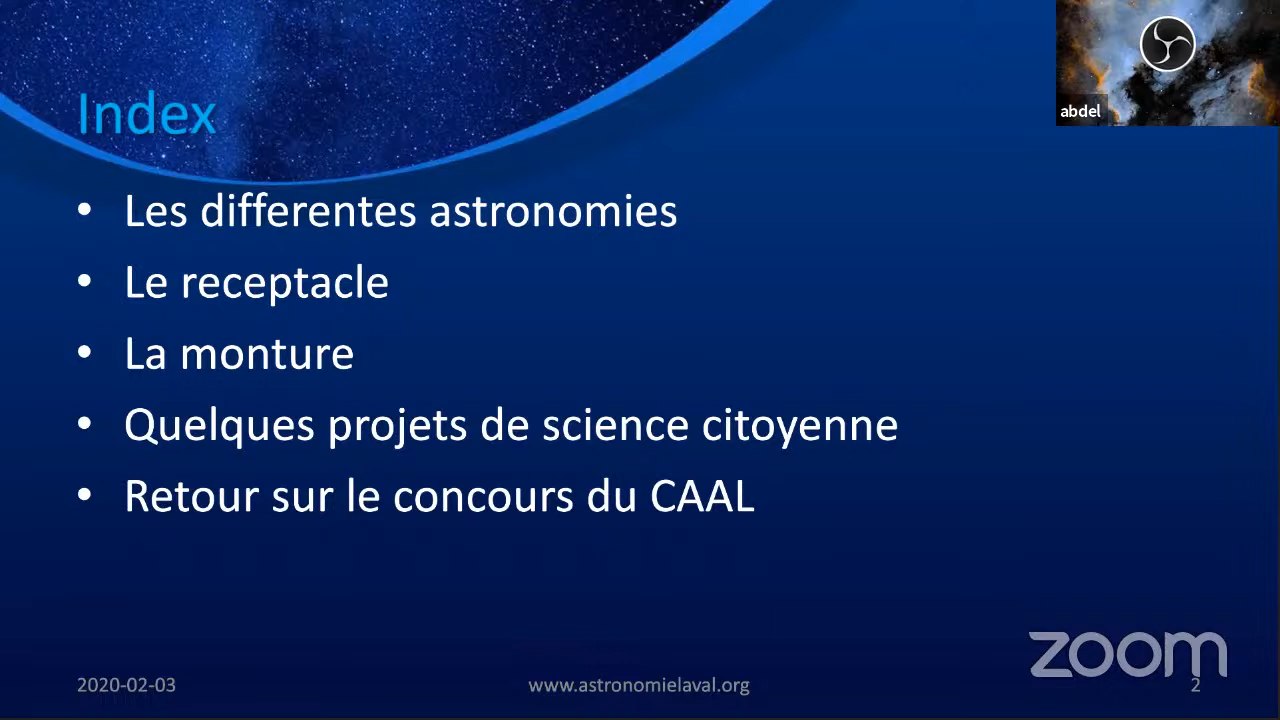 abdel
Index
• Les differentes astronomies
• Le receptacle
• La monture
• Quelques projets de science citoyenne
• Retour sur le concours du CAAL
zoom
2020-02-03
www.astronomielaval.org
2